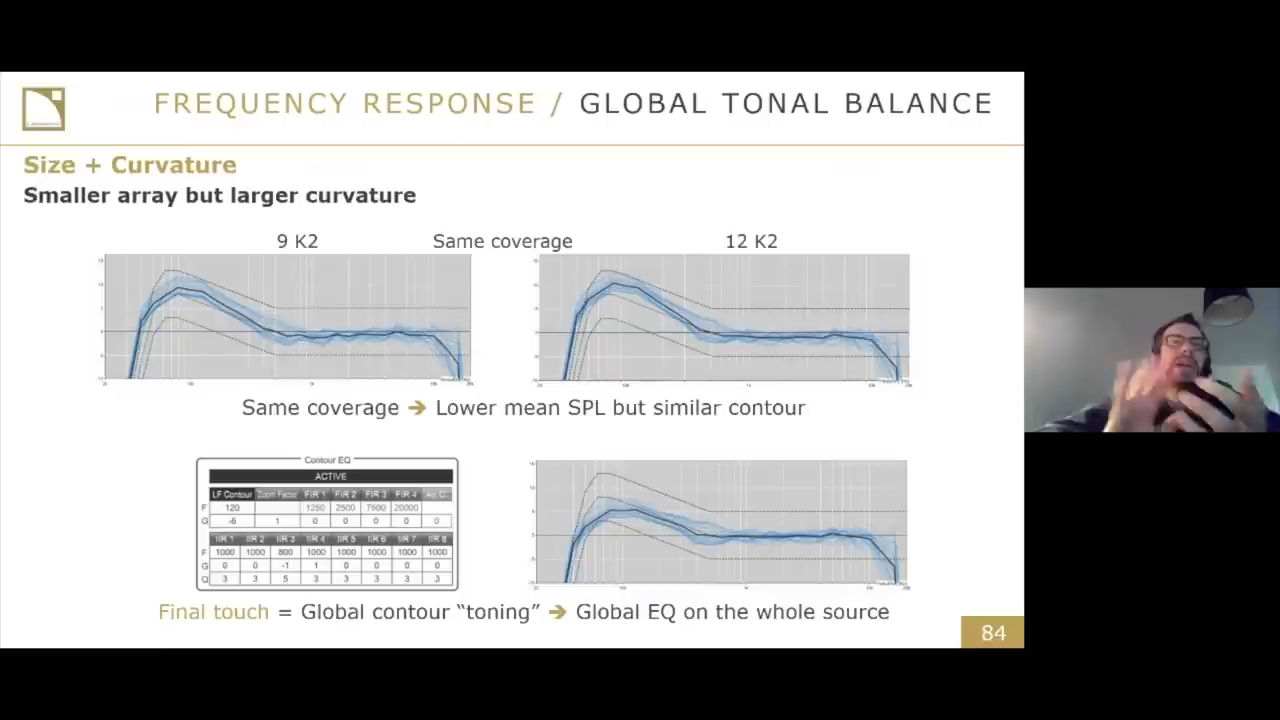 FREQUENCY RESPONSE / GLOBAL TONAL BALANCE
Size + Curvature
Smaller array but larger curvature
9 K2
Same coverage
12 K2
Same coverage → Lower mean SPL but similar contour
Contour EQ
ACTIVE
LF Contour Zoom Factor FIR 1 FIR 2 FIR 3 FIR 4
F 120 1250 2500 7500 20000
G -6 1 0 0 0 0 0
IIR 1 IIR 2 IIR 3 IIR 4 IIR 5 IIR 6 IIR 7 IIR 8
F 1000 1000 800 1000 1000 1000 1000 1000
G 0 0 -1 1 0 0 0 0
Q 3 3 5 3 3 3 3 3
Final touch = Global contour “toning” → Global EQ on the whole source
84